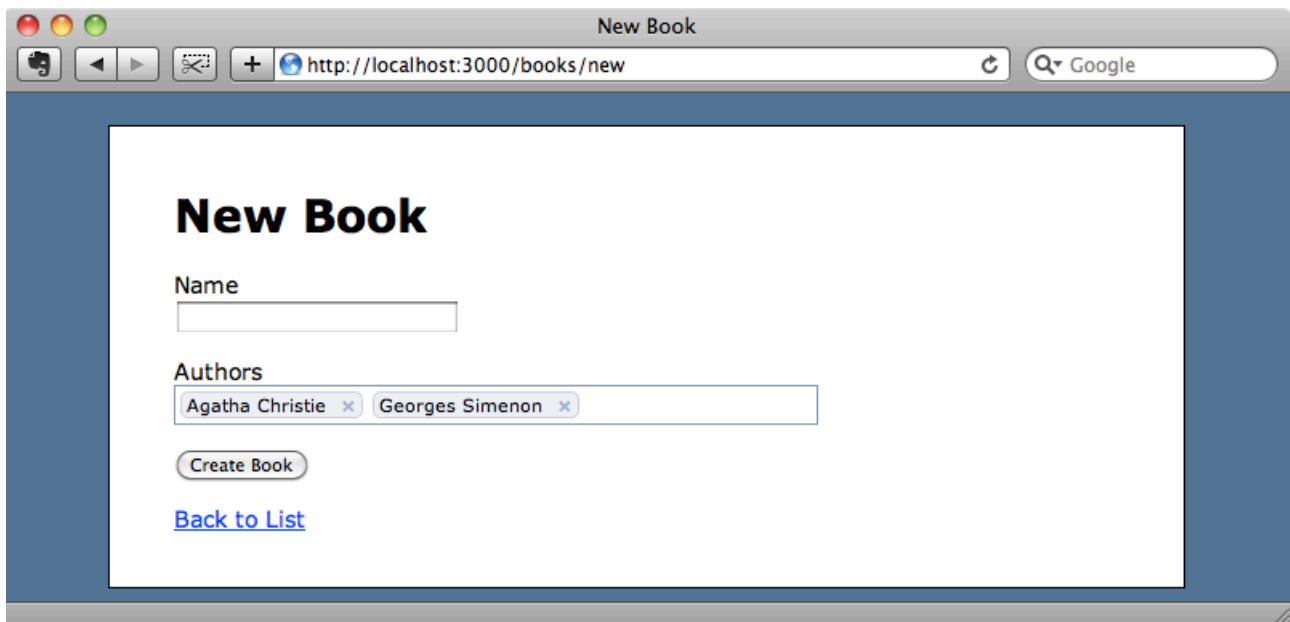 New Book
+ http://localhost:3000/books/new Google
New Book
Name
Authors
Agatha Christie × Georges Simenon ×
Create Book
Back to List